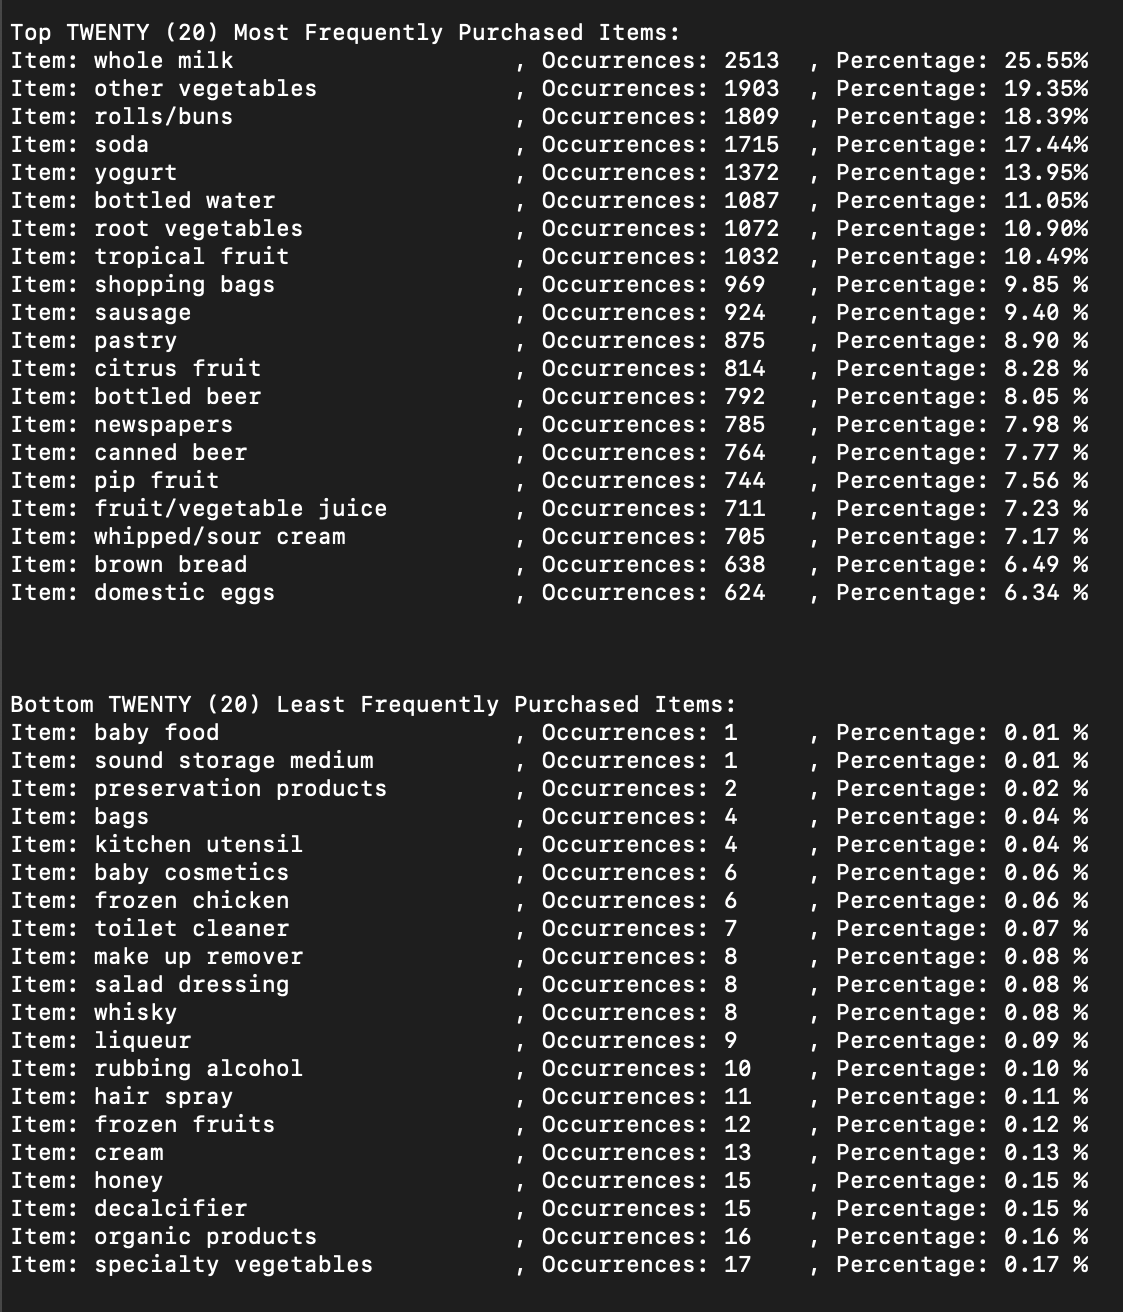 Top TWENTY (20) Most Frequently Purchased Items:
Item: whole milk , Occurrences: 2513 , Percentage: 25.55%
Item: other vegetables , Occurrences: 1903 , Percentage: 19.35%
Item: rolls/buns , Occurrences: 1809 , Percentage: 18.39%
Item: soda , Occurrences: 1715 , Percentage: 17.44%
Item: yogurt , Occurrences: 1372 , Percentage: 13.95%
Item: bottled water , Occurrences: 1087 , Percentage: 11.05%
Item: root vegetables , Occurrences: 1072 , Percentage: 10.90%
Item: tropical fruit , Occurrences: 1032 , Percentage: 10.49%
Item: shopping bags , Occurrences: 969 , Percentage: 9.85 %
Item: sausage , Occurrences: 924 , Percentage: 9.40 %
Item: pastry , Occurrences: 875 , Percentage: 8.90 %
Item: citrus fruit , Occurrences: 814 , Percentage: 8.28 %
Item: bottled beer , Occurrences: 792 , Percentage: 8.05 %
Item: newspapers , Occurrences: 785 , Percentage: 7.98 %
Item: canned beer , Occurrences: 764 , Percentage: 7.77 %
Item: pip fruit , Occurrences: 744 , Percentage: 7.56 %
Item: fruit/vegetable juice , Occurrences: 711 , Percentage: 7.23 %
Item: whipped/sour cream , Occurrences: 705 , Percentage: 7.17 %
Item: brown bread , Occurrences: 638 , Percentage: 6.49 %
Item: domestic eggs , Occurrences: 624 , Percentage: 6.34 %
Bottom TWENTY (20) Least Frequently Purchased Items:
Item: baby food , Occurrences: 1 , Percentage: 0.01 %
Item: sound storage medium , Occurrences: 1 , Percentage: 0.01 %
Item: preservation products , Occurrences: 2 , Percentage: 0.02 %
Item: bags , Occurrences: 4 , Percentage: 0.04 %
Item: kitchen utensil , Occurrences: 4 , Percentage: 0.04 %
Item: baby cosmetics , Occurrences: 6 , Percentage: 0.06 %
Item: frozen chicken , Occurrences: 6 , Percentage: 0.06 %
Item: toilet cleaner , Occurrences: 7 , Percentage: 0.07 %
Item: make up remover , Occurrences: 8 , Percentage: 0.08 %
Item: salad dressing , Occurrences: 8 , Percentage: 0.08 %
Item: whisky , Occurrences: 8 , Percentage: 0.08 %
Item: liqueur , Occurrences: 9 , Percentage: 0.09 %
Item: rubbing alcohol , Occurrences: 10 , Percentage: 0.10 %
Item: hair spray , Occurrences: 11 , Percentage: 0.11 %
Item: frozen fruits , Occurrences: 12 , Percentage: 0.12 %
Item: cream , Occurrences: 13 , Percentage: 0.13 %
Item: honey , Occurrences: 15 , Percentage: 0.15 %
Item: decalcifier , Occurrences: 15 , Percentage: 0.15 %
Item: organic products , Occurrences: 16 , Percentage: 0.16 %
Item: specialty vegetables , Occurrences: 17 , Percentage: 0.17 %